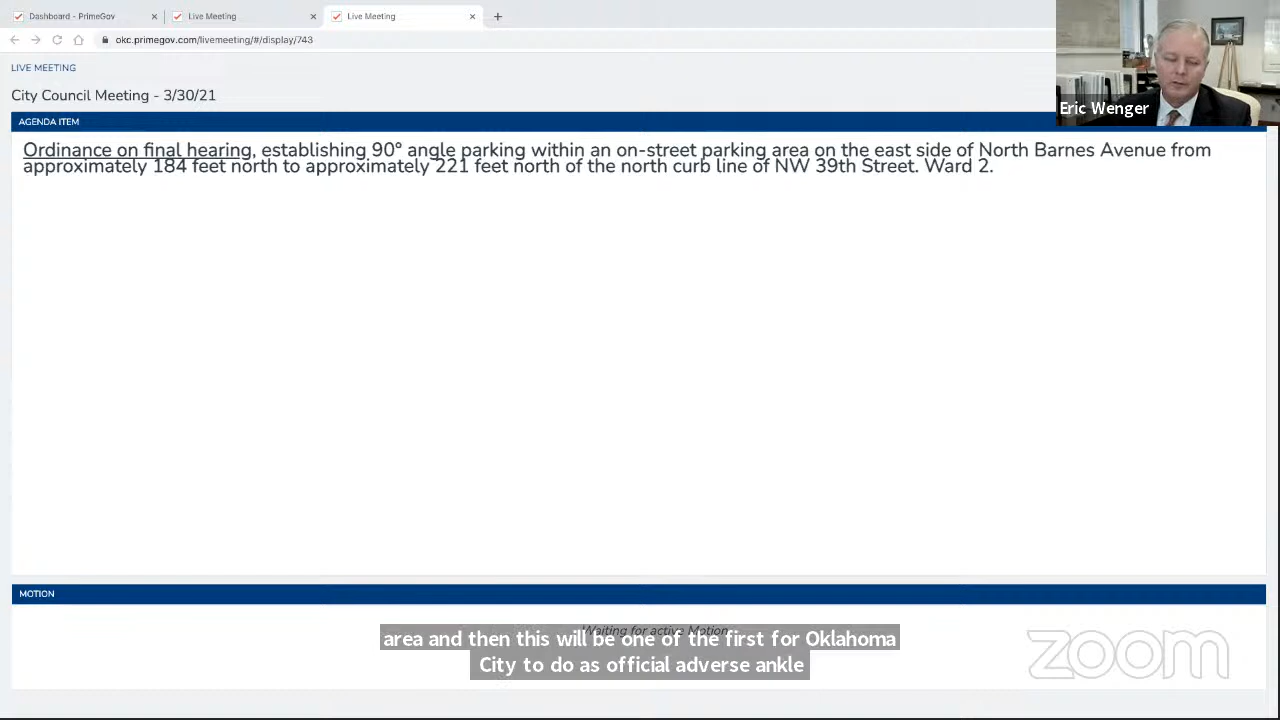 Dashboard - PrimeGov
Live Meeting
Live Meeting
okc.primegov.com/livemeeting/#/display/743
LIVE MEETING
City Council Meeting - 3/30/21
Eric Wenger
AGENDA ITEM
Ordinance on final hearing, establishing 90° angle parking within an on-street parking area on the east side of North Barnes Avenue from
approximately 184 feet north to approximately 221 feet north of the north curb line of NW 39th Street. Ward 2.
MOTION
Waiting for active Motion
area and then this will be one of the first for Oklahoma
City to do as official adverse ankle
zoom